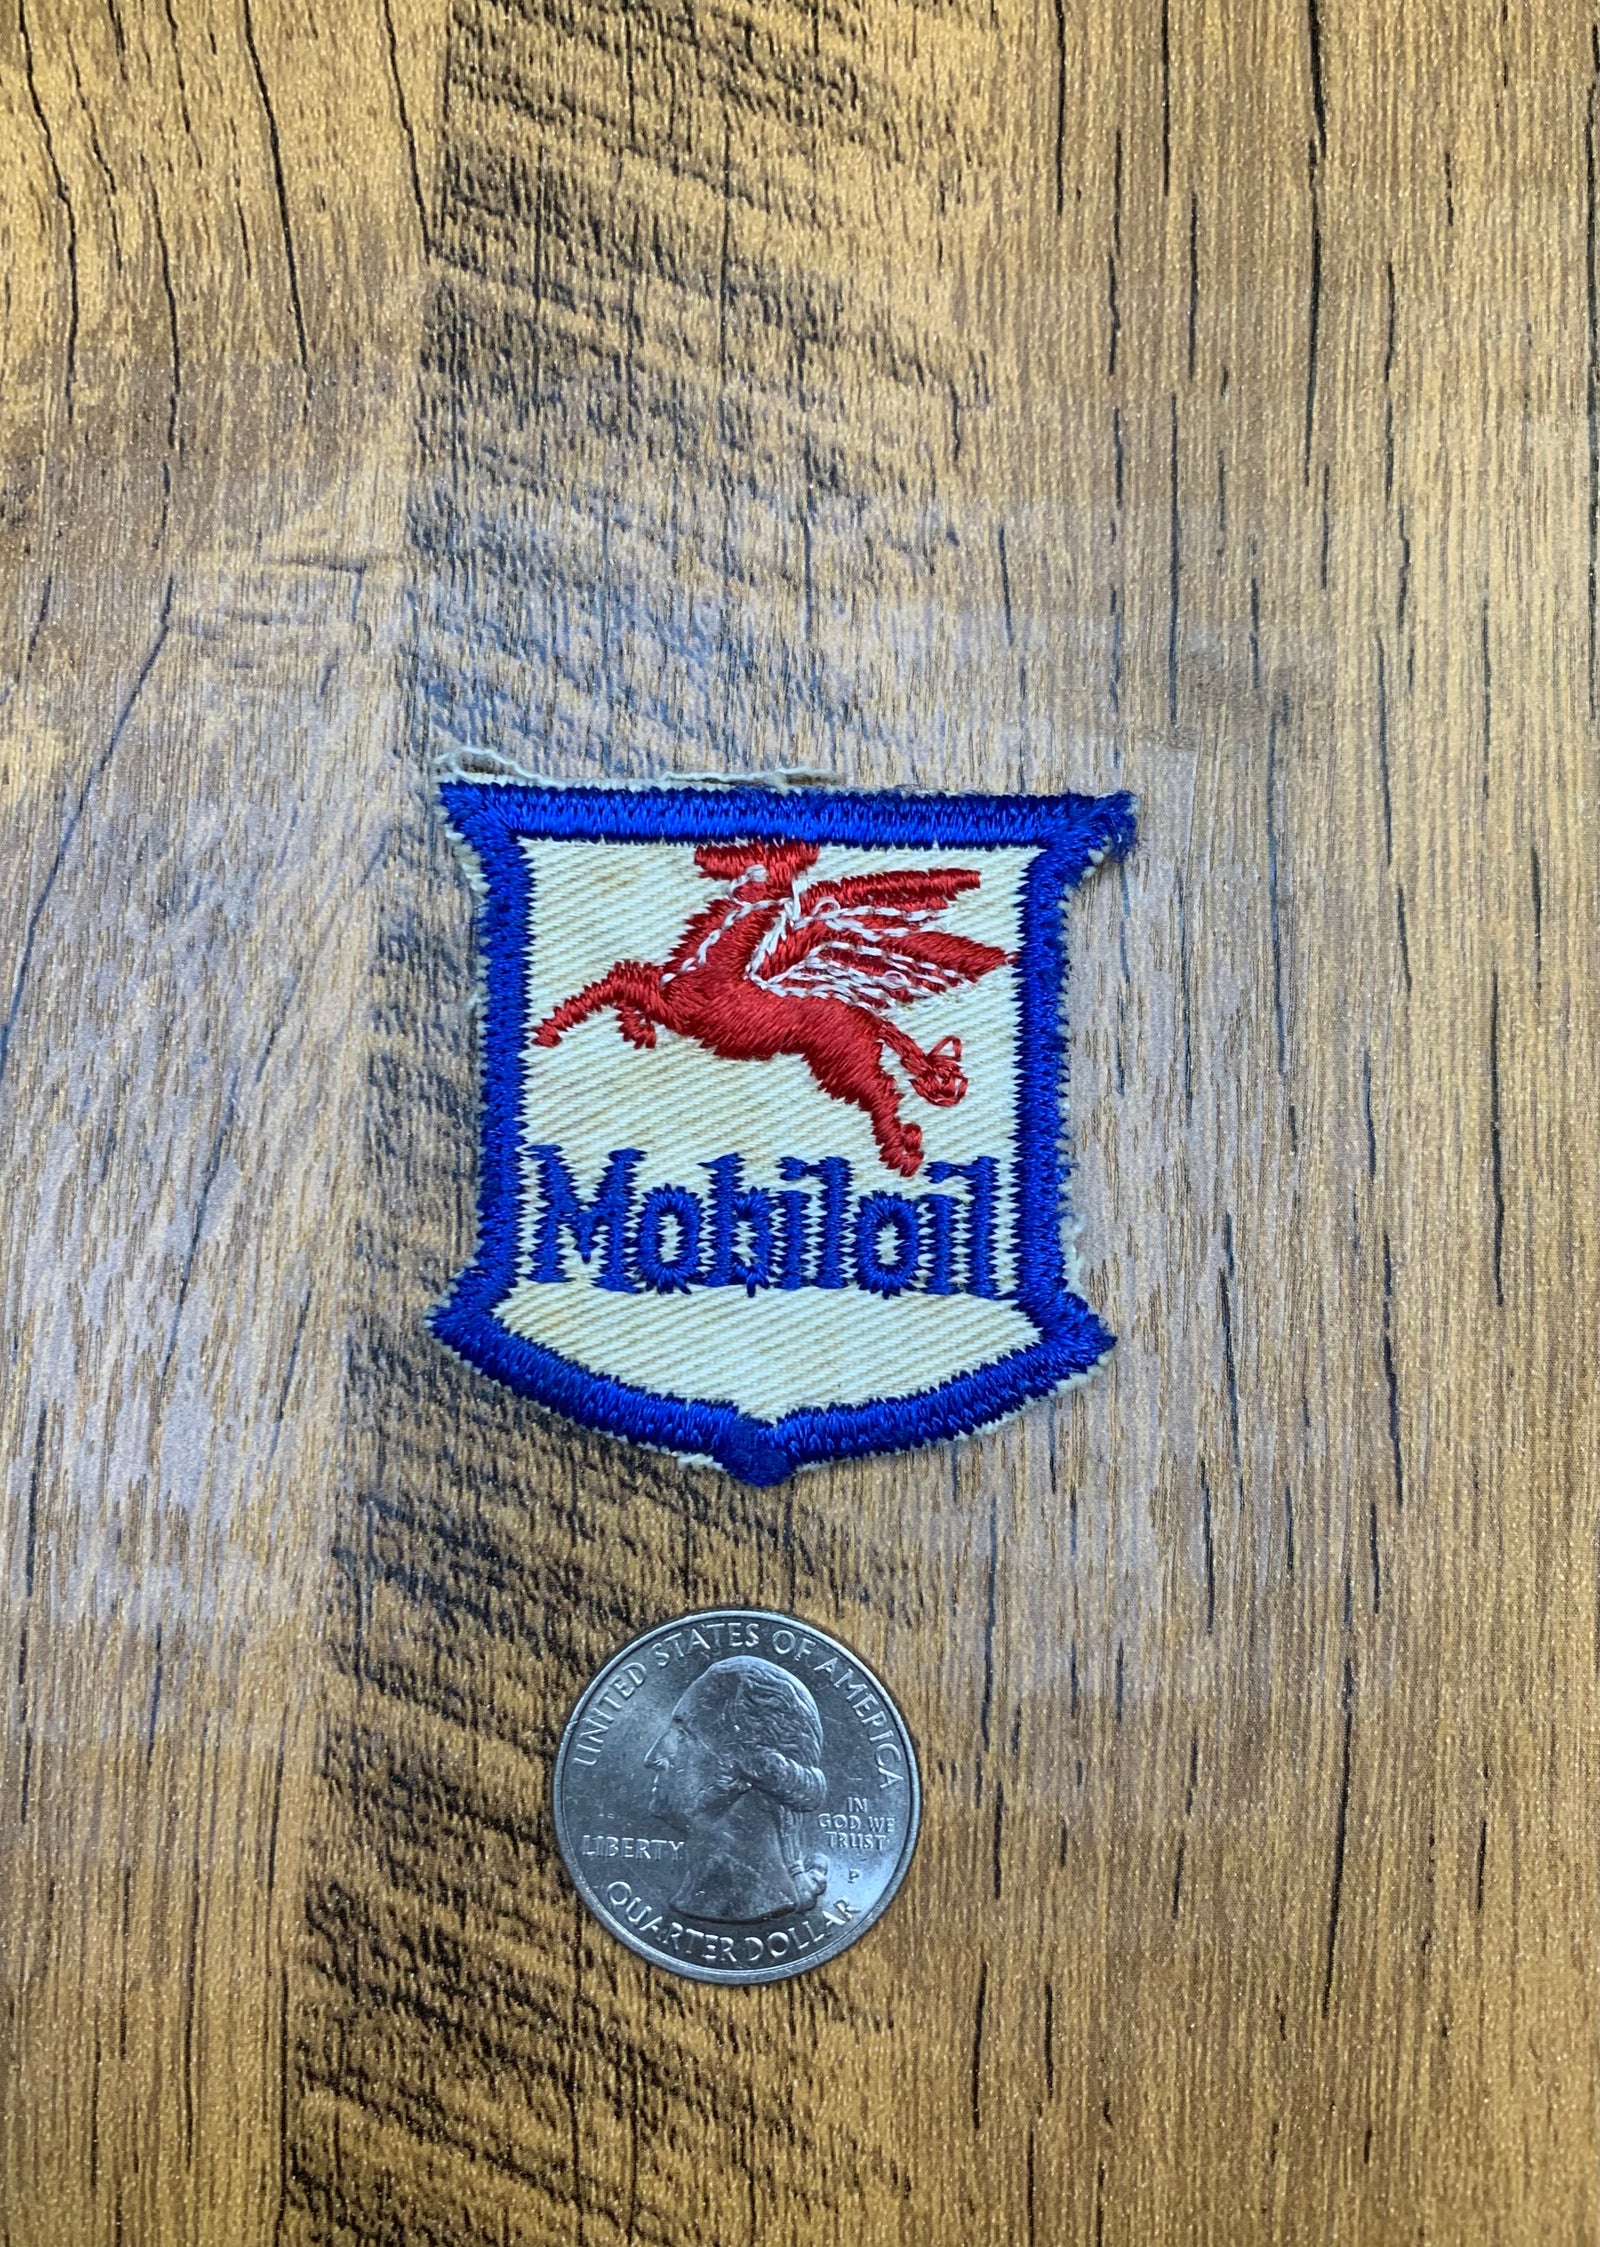 Mobiloil
UNITED STATES OF AMERICA
IN
GOD WE
TRUST
LIBERTY
P
QUARTER DOLLAR